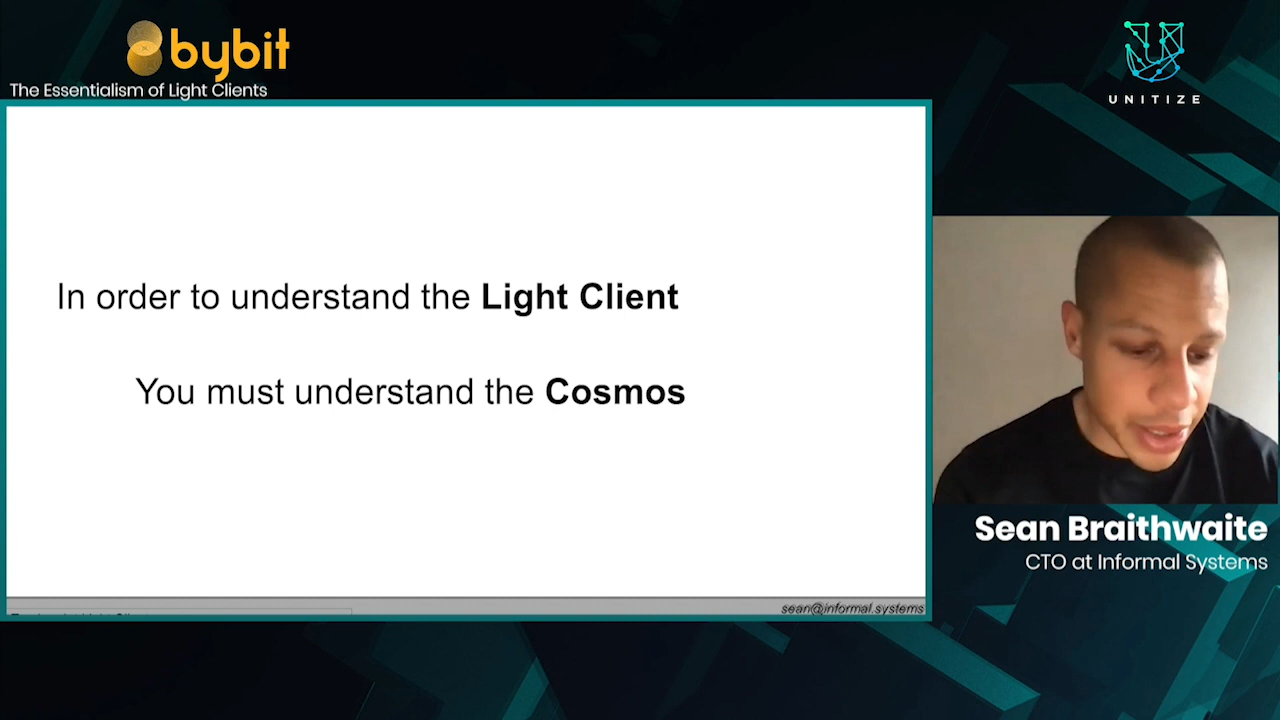 bybit
The Essentialism of Light Clients
UNITIZE
In order to understand the Light Client
You must understand the Cosmos
sean@informal.systems
Sean Braithwaite
CTO at Informal Systems